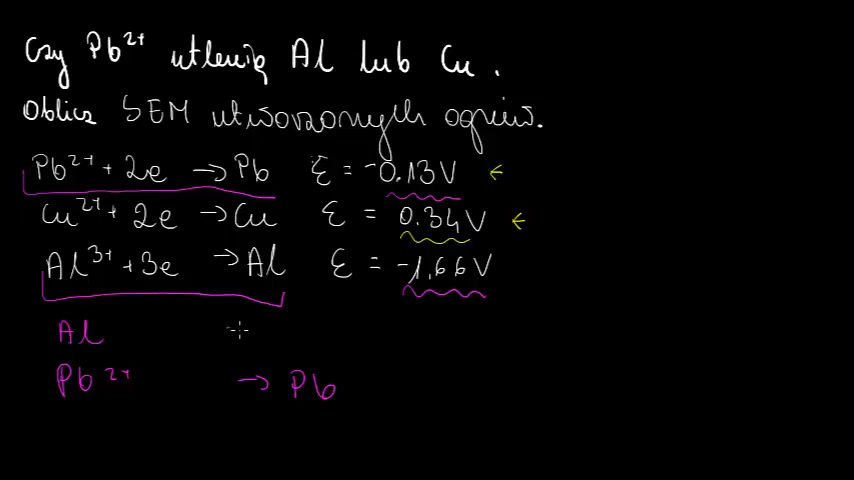 Czy Pb²⁺ utlenią Al lub Cu.
Oblicz SEM utworzonych ogniw.
Pb²⁺ + 2e → Pb ε = -0.13V ←
Cu²⁺ + 2e → Cu ε = 0.34V ←
Al³⁺ + 3e → Al ε = -1,66V
Al
Pb²⁺ → Pb